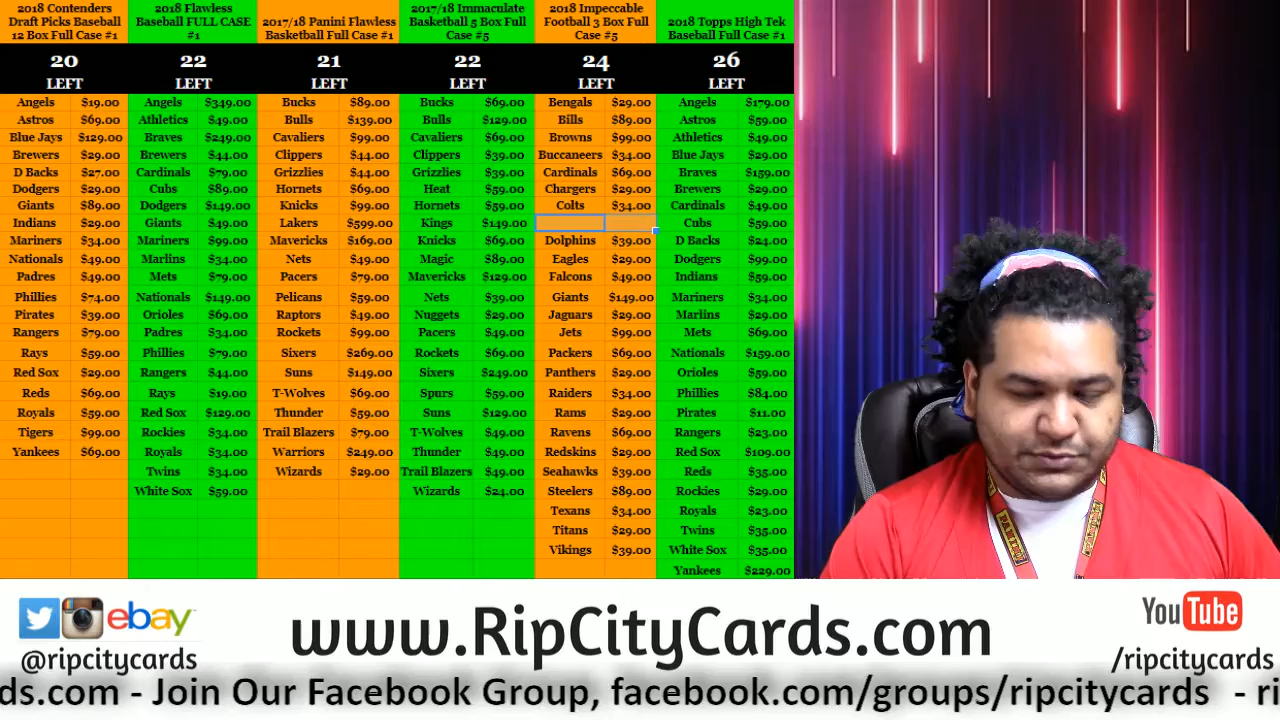 2018 Contenders
Draft Picks Baseball
12 Box Full Case #1
20
LEFT
Angels $19.00
Astros $69.00
Blue Jays $129.00
Brewers $29.00
D Backs $27.00
Dodgers $29.00
Giants $89.00
Indians $29.00
Mariners $34.00
Nationals $49.00
Padres $49.00
Phillies $74.00
Pirates $39.00
Rangers $79.00
Rays $59.00
Red Sox $29.00
Reds $69.00
Royals $59.00
Tigers $99.00
Yankees $69.00
2018 Flawless
Baseball FULL CASE
#1
22
LEFT
Angels $349.00
Athletics $49.00
Braves $249.00
Brewers $44.00
Cardinals $79.00
Cubs $89.00
Dodgers $149.00
Giants $49.00
Mariners $99.00
Marlins $34.00
Mets $79.00
Nationals $149.00
Orioles $69.00
Padres $34.00
Phillies $79.00
Rangers $44.00
Rays $19.00
Red Sox $129.00
Rockies $34.00
Royals $34.00
Twins $34.00
White Sox $59.00
2017/18 Panini Flawless
Basketball Full Case #1
21
LEFT
Bucks $89.00
Bulls $139.00
Cavaliers $99.00
Clippers $44.00
Grizzlies $44.00
Hornets $69.00
Knicks $99.00
Lakers $599.00
Mavericks $169.00
Nets $49.00
Pacers $79.00
Pelicans $59.00
Raptors $49.00
Rockets $99.00
Sixers $269.00
Suns $149.00
T-Wolves $69.00
Thunder $59.00
Trail Blazers $79.00
Warriors $249.00
Wizards $29.00
2017/18 Immaculate
Basketball 5 Box Full
Case #5
22
LEFT
Bucks $69.00
Bulls $129.00
Cavaliers $69.00
Clippers $39.00
Grizzlies $39.00
Heat $59.00
Hornets $59.00
Kings $149.00
Knicks $69.00
Magic $89.00
Mavericks $129.00
Nets $39.00
Nuggets $29.00
Pacers $49.00
Rockets $69.00
Sixers $249.00
Spurs $59.00
Suns $129.00
T-Wolves $49.00
Thunder $49.00
Trail Blazers $49.00
Wizards $24.00
2018 Impeccable
Football 3 Box Full
Case #5
24
LEFT
Bengals $29.00
Bills $89.00
Browns $99.00
Buccaneers $34.00
Cardinals $69.00
Chargers $29.00
Colts $34.00
Dolphins $39.00
Eagles $29.00
Falcons $49.00
Giants $149.00
Jaguars $29.00
Jets $99.00
Packers $69.00
Panthers $29.00
Raiders $34.00
Rams $29.00
Ravens $69.00
Redskins $29.00
Seahawks $39.00
Steelers $89.00
Texans $34.00
Titans $29.00
Vikings $39.00
2018 Topps High Tek
Baseball Full Case #1
26
LEFT
Angels $179.00
Astros $59.00
Athletics $49.00
Blue Jays $29.00
Braves $159.00
Brewers $29.00
Cardinals $49.00
Cubs $59.00
D Backs $24.00
Dodgers $99.00
Indians $59.00
Mariners $34.00
Marlins $29.00
Mets $69.00
Nationals $159.00
Orioles $59.00
Phillies $84.00
Pirates $11.00
Rangers $23.00
Red Sox $109.00
Reds $35.00
Rockies $29.00
Royals $23.00
Twins $35.00
White Sox $35.00
Yankees $229.00
ebay
@ripcitycards
www.RipCityCards.com
YouTube
/ripcitycards
ds.com - Join Our Facebook Group, facebook.com/groups/ripcitycards - ri